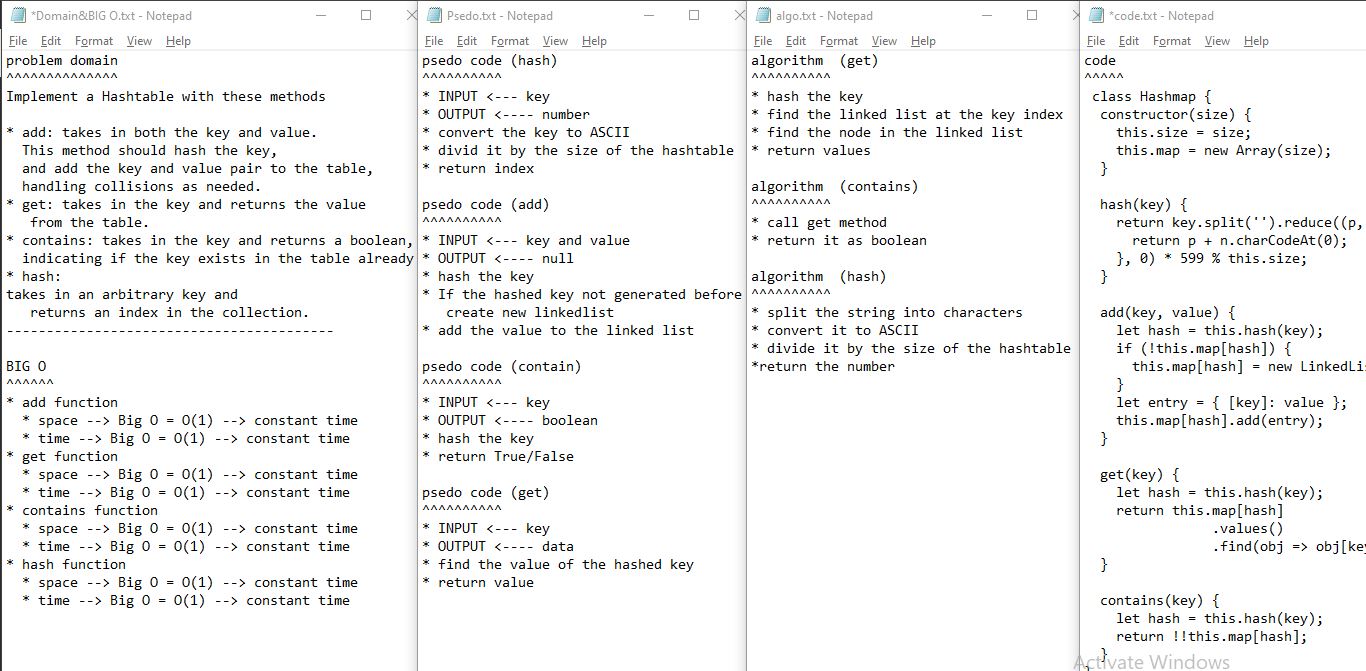 *Domain&BIG O.txt - Notepad
File Edit Format View Help
problem domain
^^^^^^^^^^^^^^
Implement a Hashtable with these methods
* add: takes in both the key and value.
This method should hash the key,
and add the key and value pair to the table,
handling collisions as needed.
* get: takes in the key and returns the value
from the table.
* contains: takes in the key and returns a boolean,
indicating if the key exists in the table already
* hash:
takes in an arbitrary key and
returns an index in the collection.
-----------------------------------------
BIG O
^^^^^^
* add function
* space --> Big O = O(1) --> constant time
* time --> Big O = O(1) --> constant time
* get function
* space --> Big O = O(1) --> constant time
* time --> Big O = O(1) --> constant time
* contains function
* space --> Big O = O(1) --> constant time
* time --> Big O = O(1) --> constant time
* hash function
* space --> Big O = O(1) --> constant time
* time --> Big O = O(1) --> constant time
Psedo.txt - Notepad
File Edit Format View Help
psedo code (hash)
^^^^^^^^^^
* INPUT <--- key
* OUTPUT <---- number
* convert the key to ASCII
* divid it by the size of the hashtable
* return index
psedo code (add)
^^^^^^^^^^
* INPUT <--- key and value
* OUTPUT <---- null
* hash the key
* If the hashed key not generated before
create new linkedlist
* add the value to the linked list
psedo code (contain)
^^^^^^^^^^
* INPUT <--- key
* OUTPUT <---- boolean
* hash the key
* return True/False
psedo code (get)
^^^^^^^^^^
* INPUT <--- key
* OUTPUT <---- data
* find the value of the hashed key
* return value
algo.txt - Notepad
File Edit Format View Help
algorithm  (get)
^^^^^^^^^^
* hash the key
* find the linked list at the key index
* find the node in the linked list
* return values
algorithm  (contains)
^^^^^^^^^^
* call get method
* return it as boolean
algorithm  (hash)
^^^^^^^^^^
* split the string into characters
* convert it to ASCII
* divide it by the size of the hashtable
*return the number
*code.txt - Notepad
File Edit Format View Help
code
^^^^^
class Hashmap {
constructor(size) {
this.size = size;
this.map = new Array(size);
}
hash(key) {
return key.split('').reduce((p,
return p + n.charCodeAt(0);
}, 0) * 599 % this.size;
}
add(key, value) {
let hash = this.hash(key);
if (!this.map[hash]) {
this.map[hash] = new LinkedLis
}
let entry = { [key]: value };
this.map[hash].add(entry);
}
get(key) {
let hash = this.hash(key);
return this.map[hash]
.values()
.find(obj => obj[key
}
contains(key) {
let hash = this.hash(key);
return !!this.map[hash];
}
Activate Windows